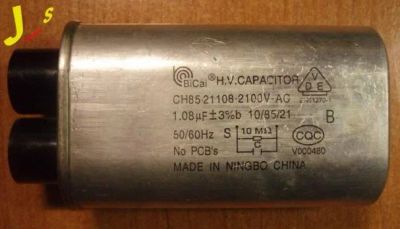 J s
BiCai H.V.CAPACITOR
VDE
CH85·21108·2100V·AC
1.08µF±3%b 10/85/21 B
50/60Hz S 10 MΩ CQC
C
No PCB's V000480
MADE IN NINGBO CHINA